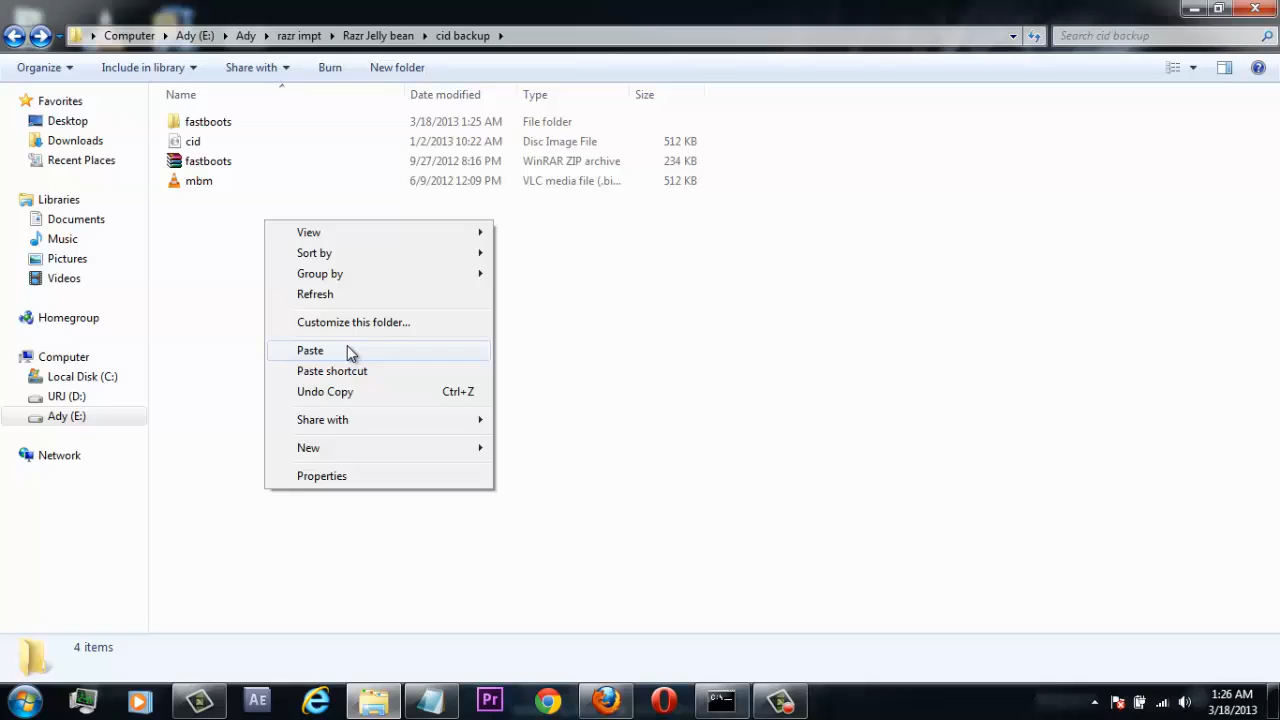 Computer Ady (E:) Ady razr impt Razr Jelly bean cid backup Search cid backup
Organize Include in library Share with Burn New folder
Name Date modified Type Size
Favorites
Desktop
Downloads
Recent Places
Libraries
Documents
Music
Pictures
Videos
Homegroup
Computer
Local Disk (C:)
URJ (D:)
Ady (E:)
Network
fastboots 3/18/2013 1:25 AM File folder
cid 1/2/2013 10:22 AM Disc Image File 512 KB
fastboots 9/27/2012 8:16 PM WinRAR ZIP archive 234 KB
mbm 6/9/2012 12:09 PM VLC media file (.bi... 512 KB
View
Sort by
Group by
Refresh
Customize this folder...
Paste
Paste shortcut
Undo Copy Ctrl+Z
Share with
New
Properties
4 items
AE Pr
1:26 AM
3/18/2013